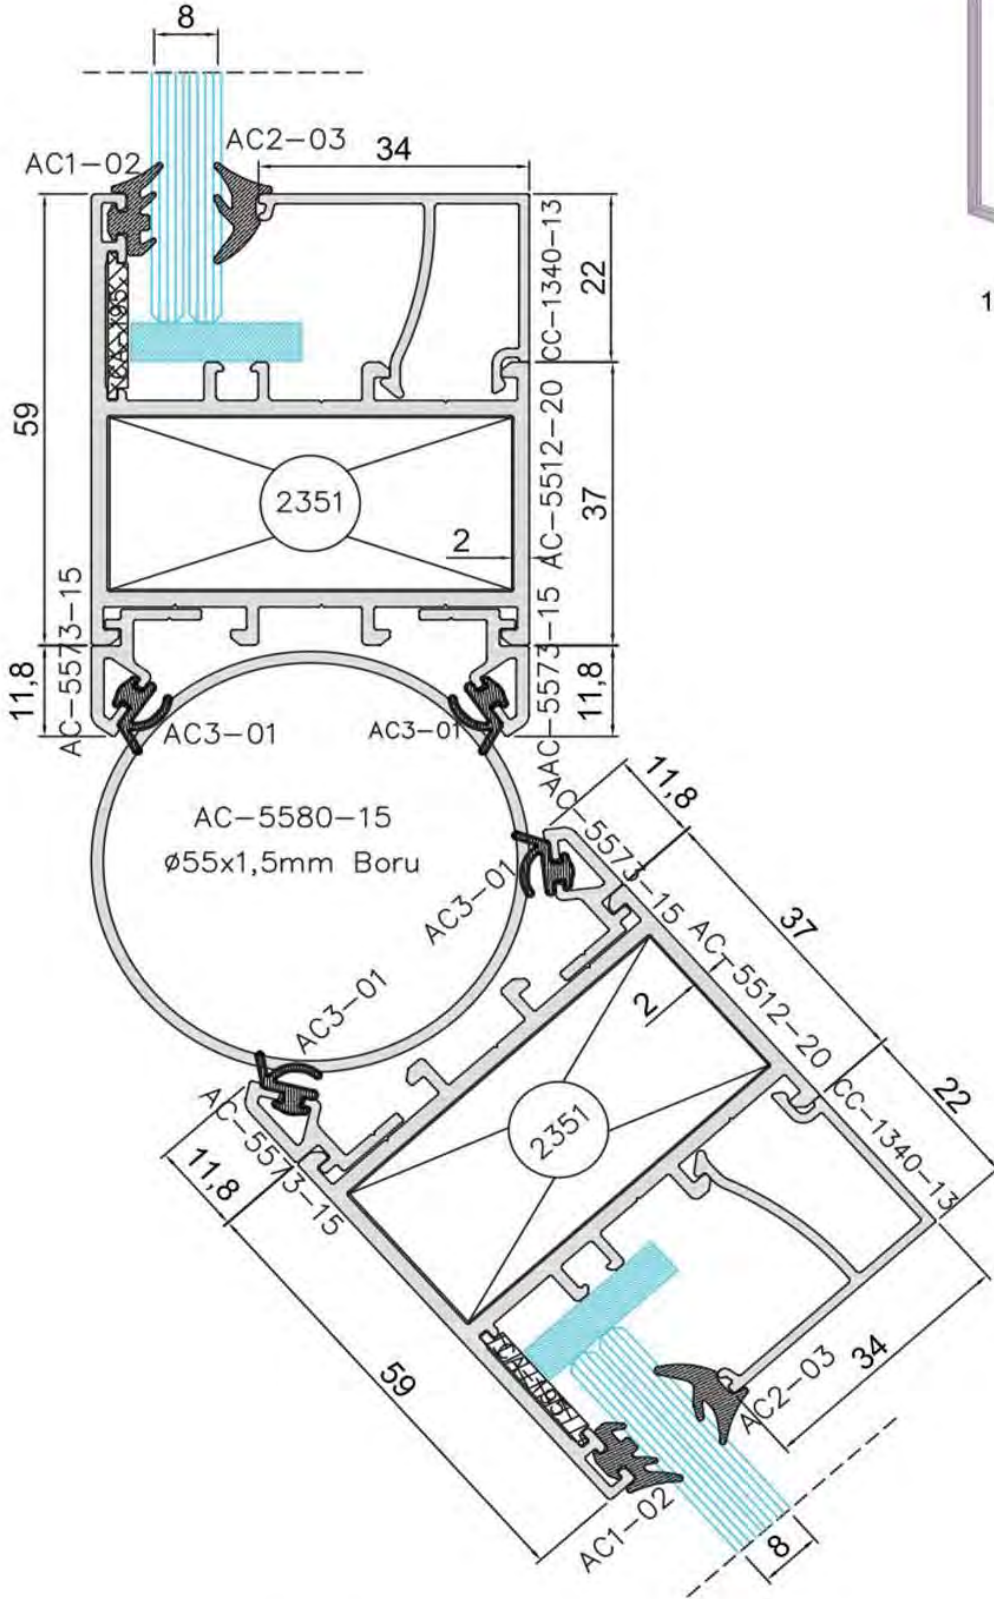 8
AC1-02
AC2-03
34
CC-1340-13
22
59
2351
2
AC-5512-20
37
AC-5573-15
AC-5573-15
11,8
11,8
AC3-01
AC3-01
AC-5580-15
ø55x1,5mm Boru
11,8
AC-5573-15
AC3-01
37
AC-5512-20
AC3-01
2
22
CC-1340-13
AC-5573-15
11,8
2351
59
34
AC2-03
AC1-02
8
1